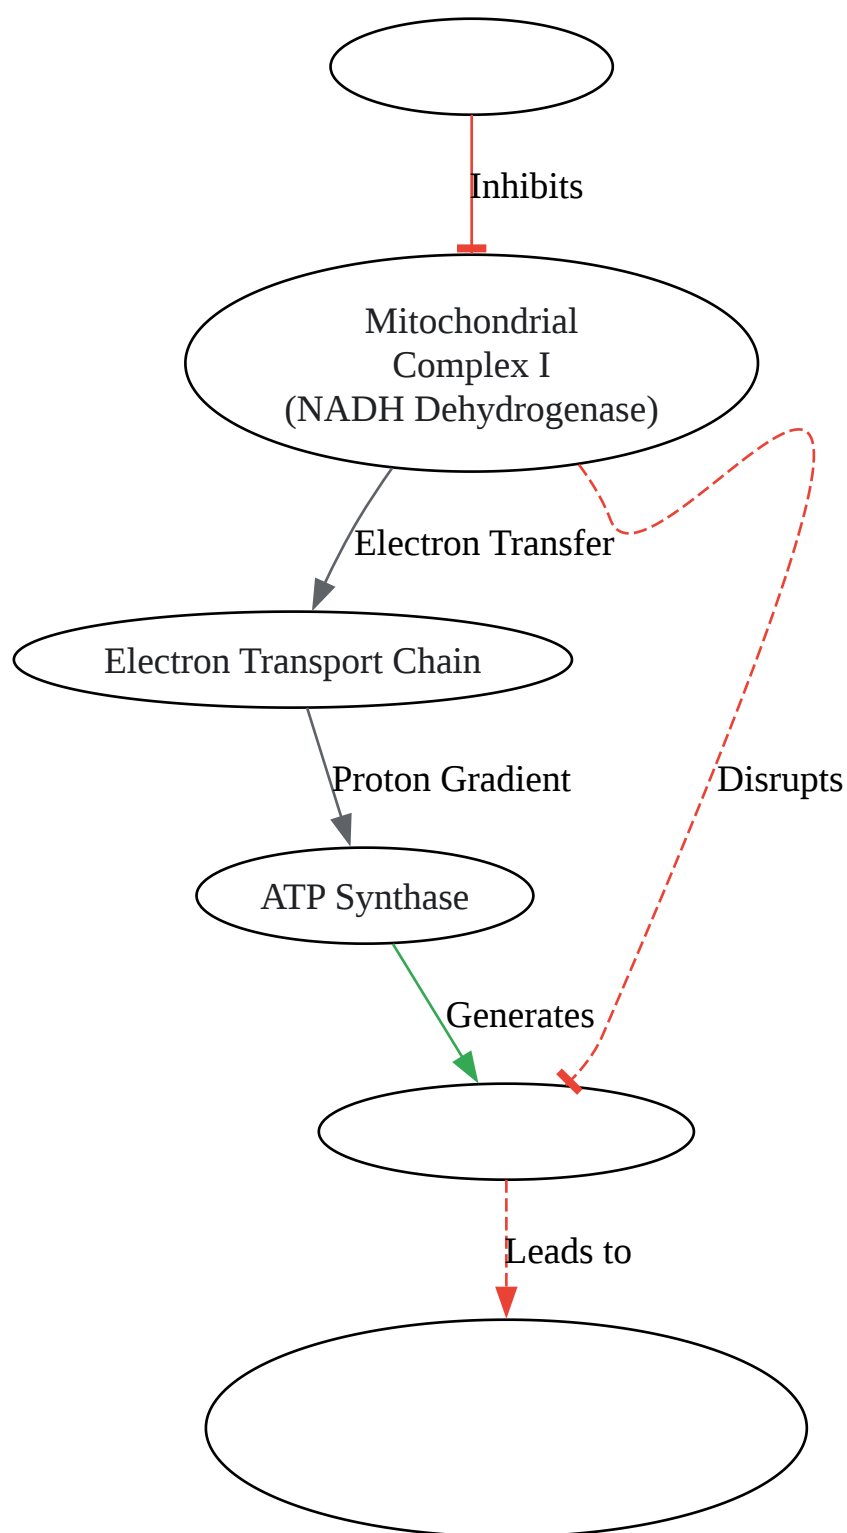 Inhibits
Mitochondrial
Complex I
(NADH Dehydrogenase)
Electron Transfer
Electron Transport Chain
Proton Gradient
Disrupts
ATP Synthase
Generates
Leads to